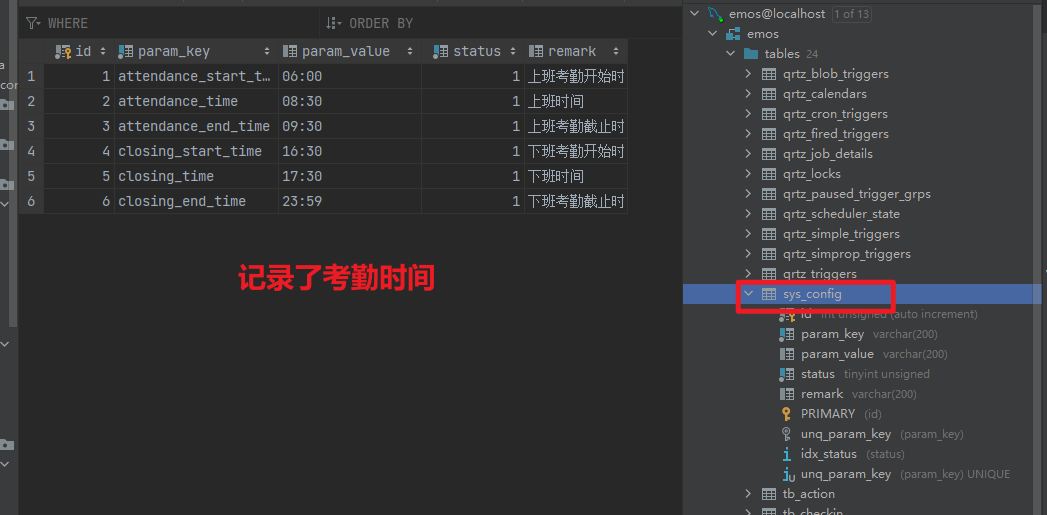 WHERE
ORDER BY
id param_key param_value status remark
1 1 attendance_start_t… 06:00 1 上班考勤开始时
2 2 attendance_time 08:30 1 上班时间
3 3 attendance_end_time 09:30 1 上班考勤截止时
4 4 closing_start_time 16:30 1 下班考勤开始时
5 5 closing_time 17:30 1 下班时间
6 6 closing_end_time 23:59 1 下班考勤截止时
记录了考勤时间
emos@localhost 1 of 13
emos
tables 24
qrtz_blob_triggers
qrtz_calendars
qrtz_cron_triggers
qrtz_fired_triggers
qrtz_job_details
qrtz_locks
qrtz_paused_trigger_grps
qrtz_scheduler_state
qrtz_simple_triggers
qrtz_simprop_triggers
qrtz_triggers
sys_config
id int unsigned (auto increment)
param_key varchar(200)
param_value varchar(200)
status tinyint unsigned
remark varchar(200)
PRIMARY (id)
unq_param_key (param_key)
idx_status (status)
unq_param_key (param_key) UNIQUE
tb_action
tb_checkin